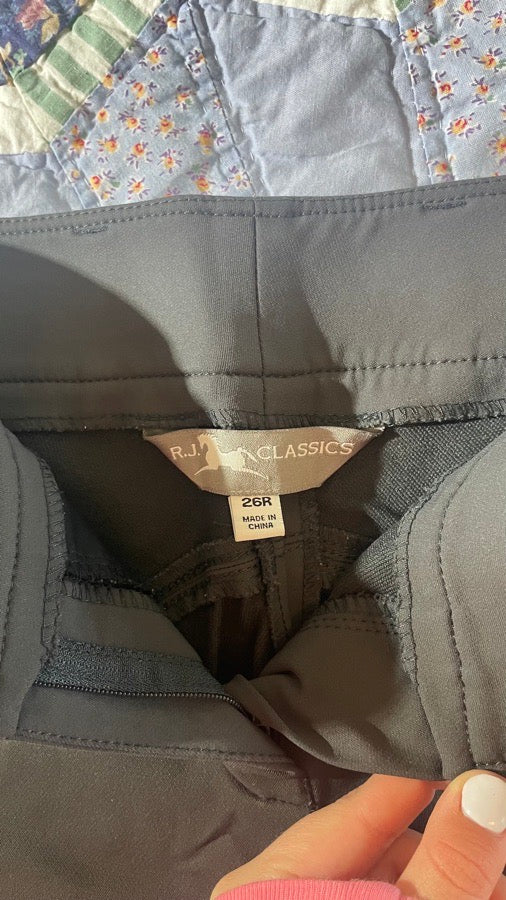 R.J. CLASSICS
26R
MADE IN
CHINA